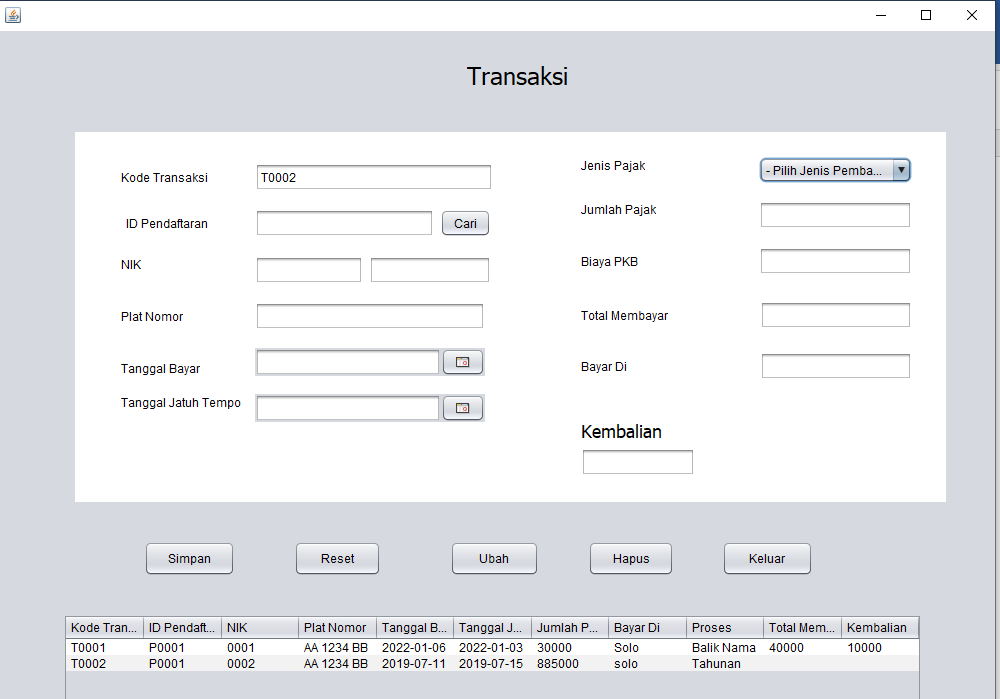 Transaksi
Kode Transaksi T0002
ID Pendaftaran Cari
NIK
Plat Nomor
Tanggal Bayar
Tanggal Jatuh Tempo
Jenis Pajak - Pilih Jenis Pemba...
Jumlah Pajak
Biaya PKB
Total Membayar
Bayar Di
Kembalian
Simpan Reset Ubah Hapus Keluar
Kode Tran... ID Pendaft... NIK Plat Nomor Tanggal B... Tanggal J... Jumlah P... Bayar Di Proses Total Mem... Kembalian
T0001 P0001 0001 AA 1234 BB 2022-01-06 2022-01-03 30000 Solo Balik Nama 40000 10000
T0002 P0001 0002 AA 1234 BB 2019-07-11 2019-07-15 885000 solo Tahunan